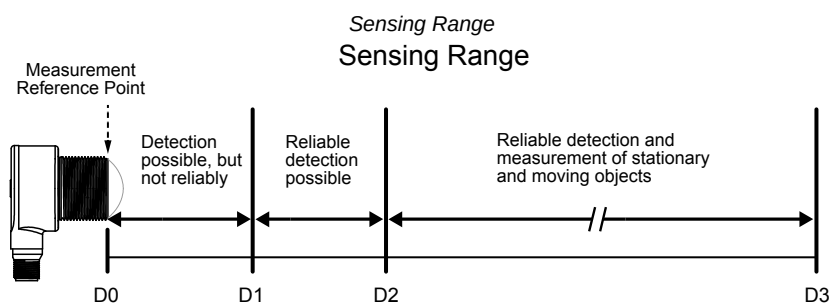 Sensing Range
Sensing Range
Measurement
Reference Point
Detection
possible, but
not reliably
Reliable
detection
possible
Reliable detection and
measurement of stationary
and moving objects
D0
D1
D2
D3